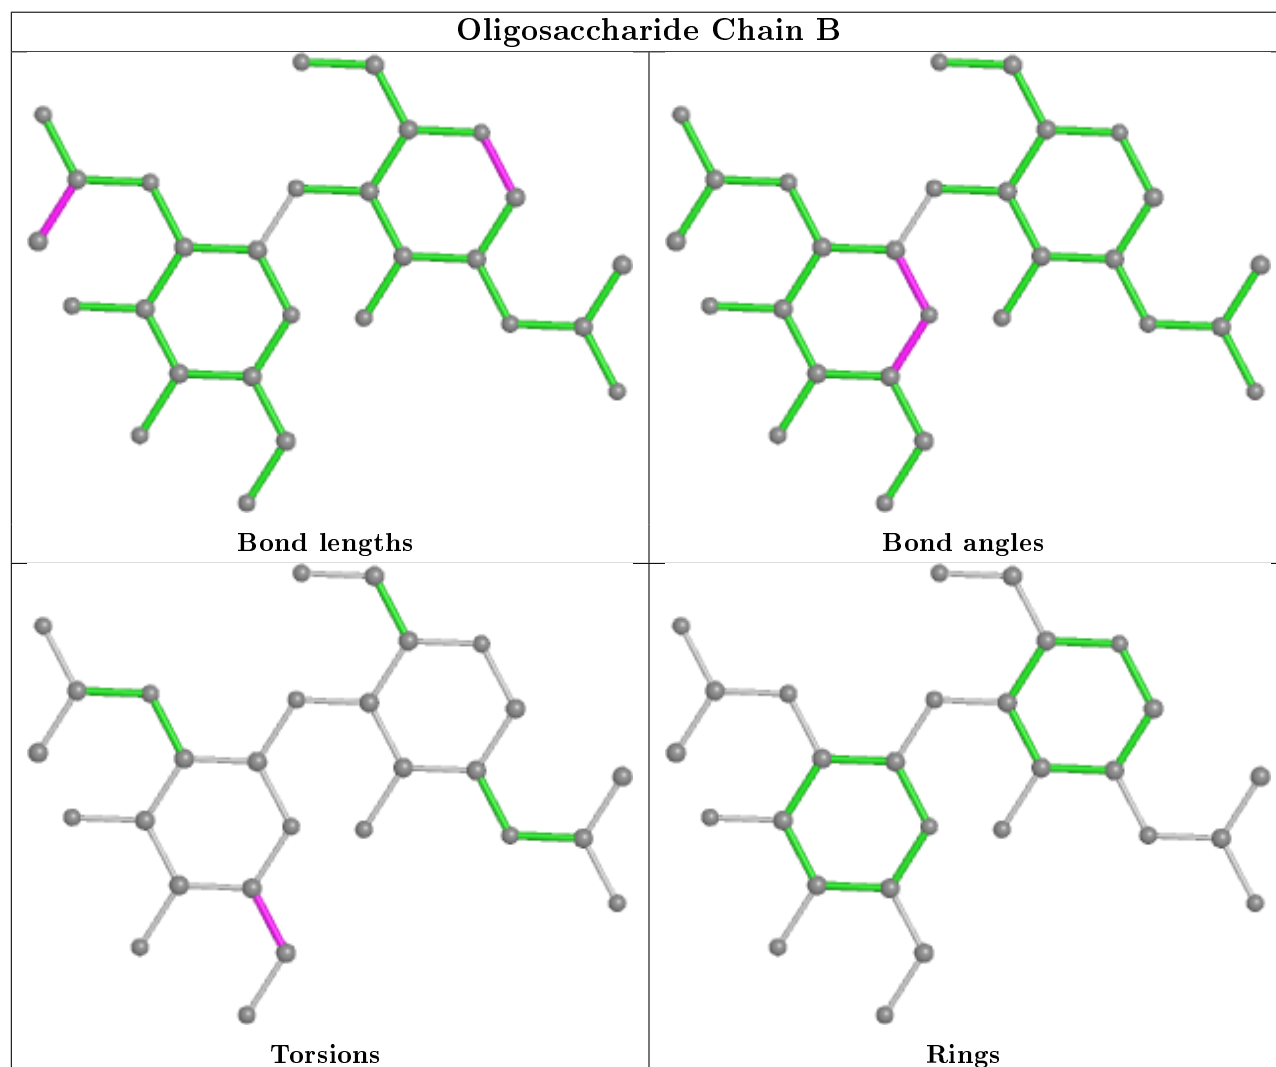 Oligosaccharide Chain B
Bond lengths
Bond angles
Torsions
Rings